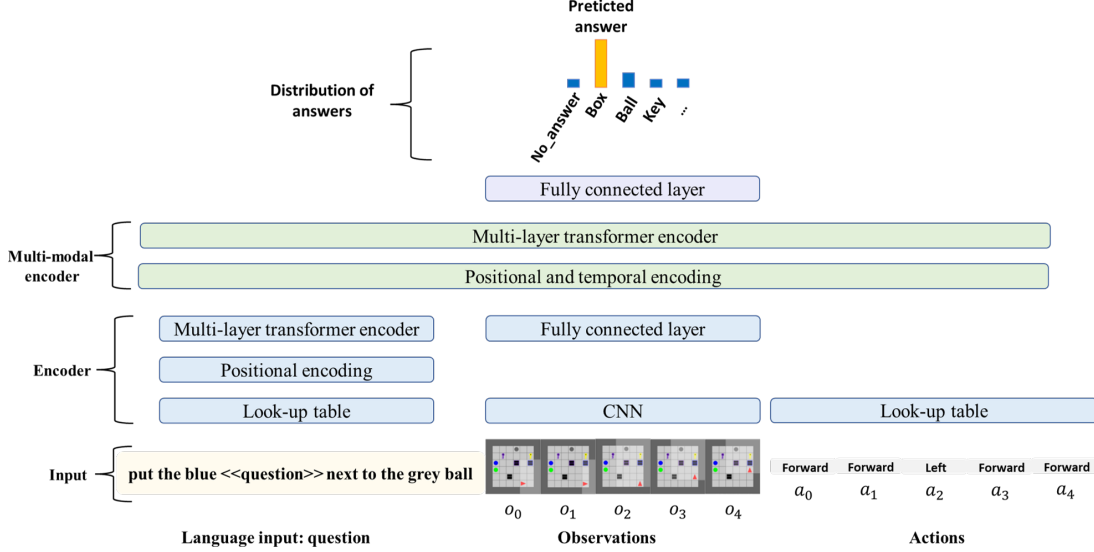 Preticted
answer
Distribution of
answers
No_answer
Box
Ball
Key
...
Fully connected layer
Multi-modal
encoder
Multi-layer transformer encoder
Positional and temporal encoding
Encoder
Multi-layer transformer encoder
Fully connected layer
Positional encoding
Look-up table
CNN
Look-up table
Input
put the blue <<question>> next to the grey ball
Forward
Forward
Left
Forward
Forward
o0
o1
o2
o3
o4
a0
a1
a2
a3
a4
Language input: question
Observations
Actions